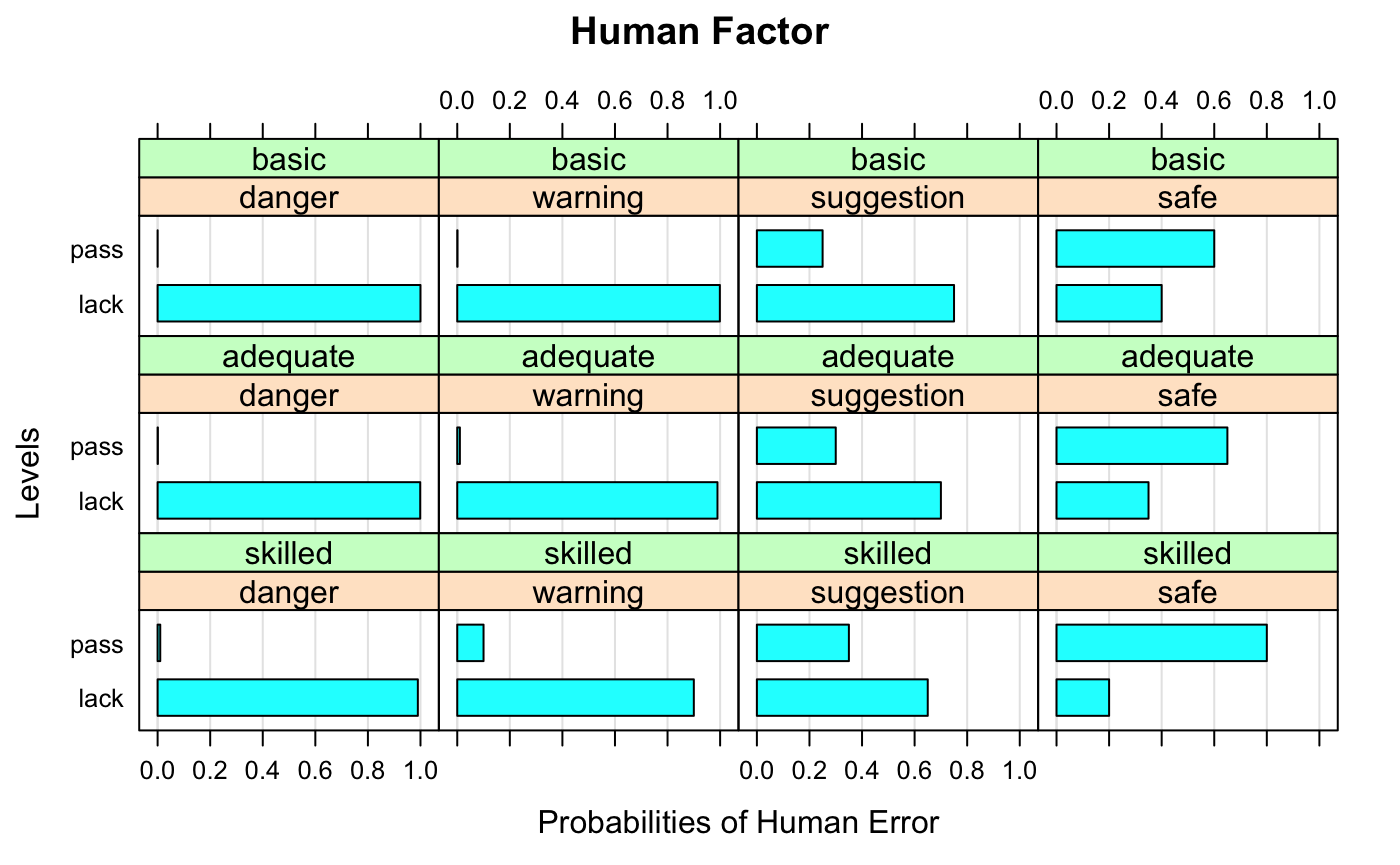 Human Factor
0.0 0.2 0.4 0.6 0.8 1.0 0.0 0.2 0.4 0.6 0.8 1.0
basic basic basic basic
danger warning suggestion safe
pass
lack
adequate adequate adequate adequate
danger warning suggestion safe
Levels
pass
lack
skilled skilled skilled skilled
danger warning suggestion safe
pass
lack
0.0 0.2 0.4 0.6 0.8 1.0 0.0 0.2 0.4 0.6 0.8 1.0
Probabilities of Human Error